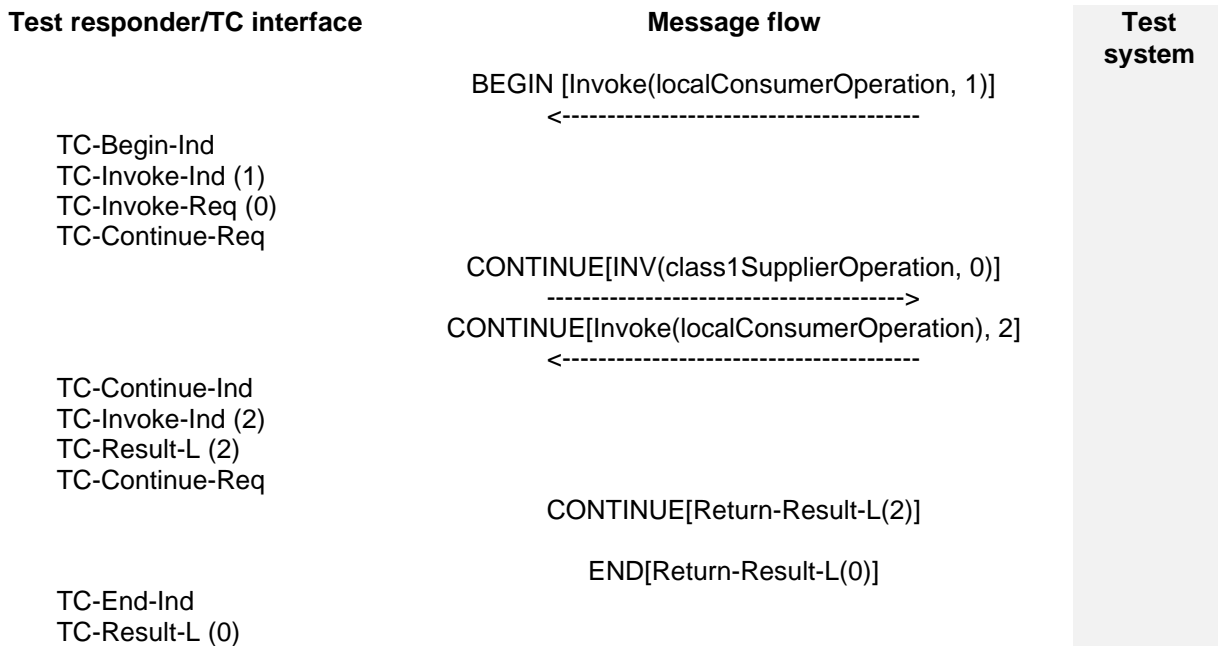 Test responder/TC interface Message flow Test
system
BEGIN [Invoke(localConsumerOperation, 1)]
<----------------------------------------
TC-Begin-Ind
TC-Invoke-Ind (1)
TC-Invoke-Req (0)
TC-Continue-Req
CONTINUE[INV(class1SupplierOperation, 0)]
---------------------------------------->
CONTINUE[Invoke(localConsumerOperation), 2]
<----------------------------------------
TC-Continue-Ind
TC-Invoke-Ind (2)
TC-Result-L (2)
TC-Continue-Req
CONTINUE[Return-Result-L(2)]
END[Return-Result-L(0)]
TC-End-Ind
TC-Result-L (0)